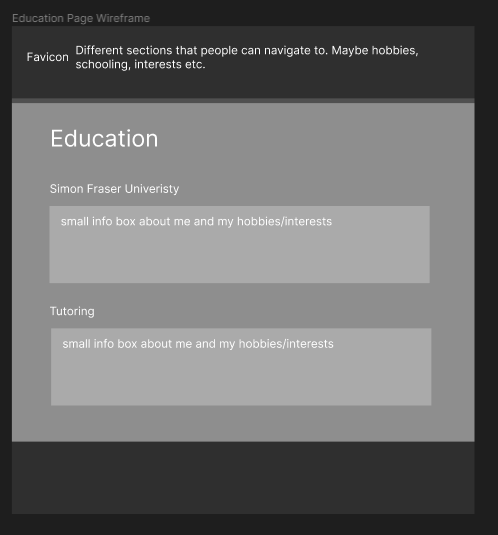 Education Page Wireframe
Favicon
Different sections that people can navigate to. Maybe hobbies,
schooling, interests etc.
Education
Simon Fraser Univeristy
small info box about me and my hobbies/interests
Tutoring
small info box about me and my hobbies/interests